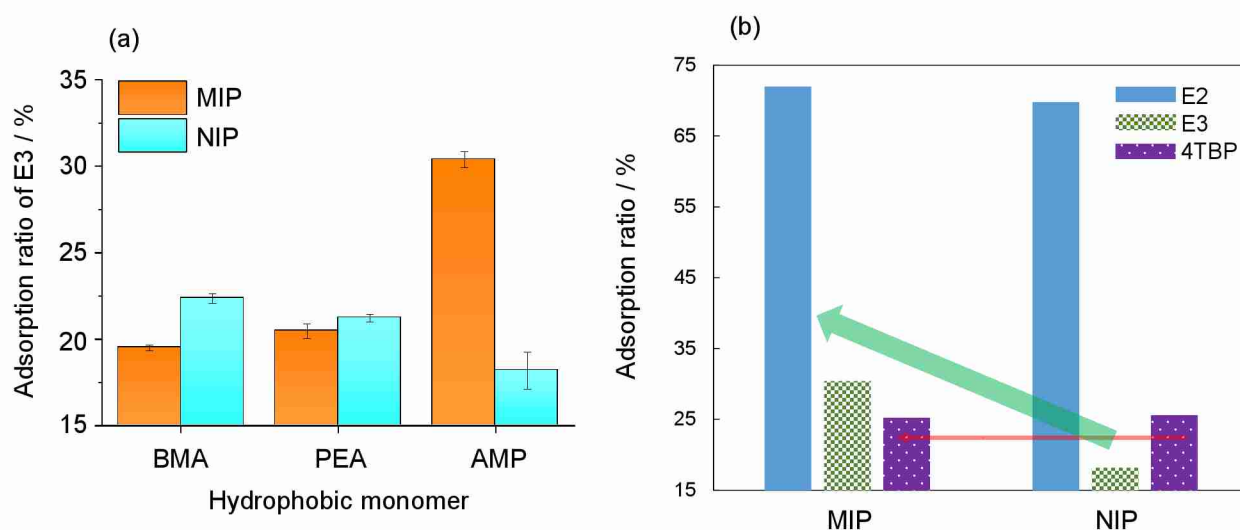 (a)
35
30
25
20
15
Adsorption ratio of E3 / %
MIP
NIP
BMA PEA AMP
Hydrophobic monomer
(b)
75
65
55
45
35
25
15
Adsorption ratio / %
E2
E3
4TBP
MIP NIP